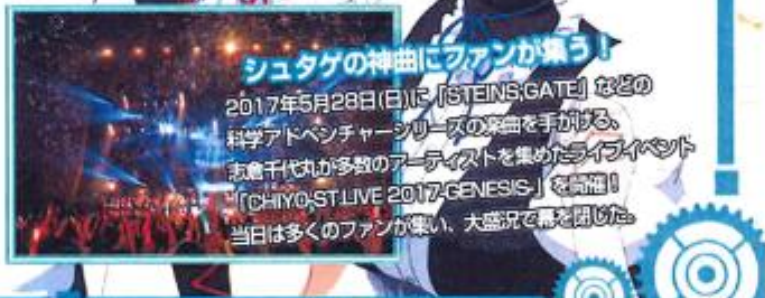 シュタゲの神曲にファンが集う！
2017年5月28日(日)に「STEINS;GATE」などの
科学アドベンチャーシリーズの楽曲を手がける、
志倉千代丸が多数のアーティストを集めたライブイベント
「CHIYO-ST.LIVE 2017-GENESIS-」を開催！
当日は多くのファンが集い、大盛況で幕を閉じた。